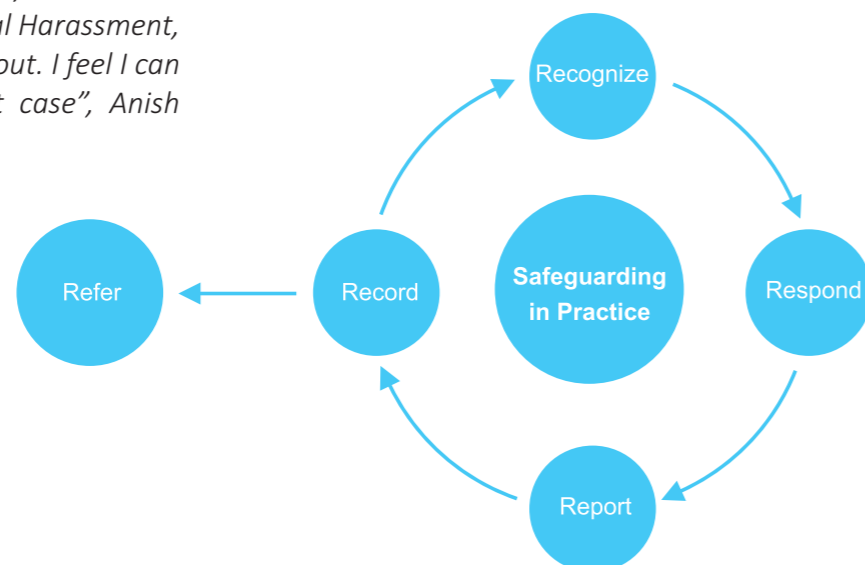 al Harassment,
out. I feel I can
case", Anish
Recognize
Refer
Record
Safeguarding
in Practice
Respond
Report